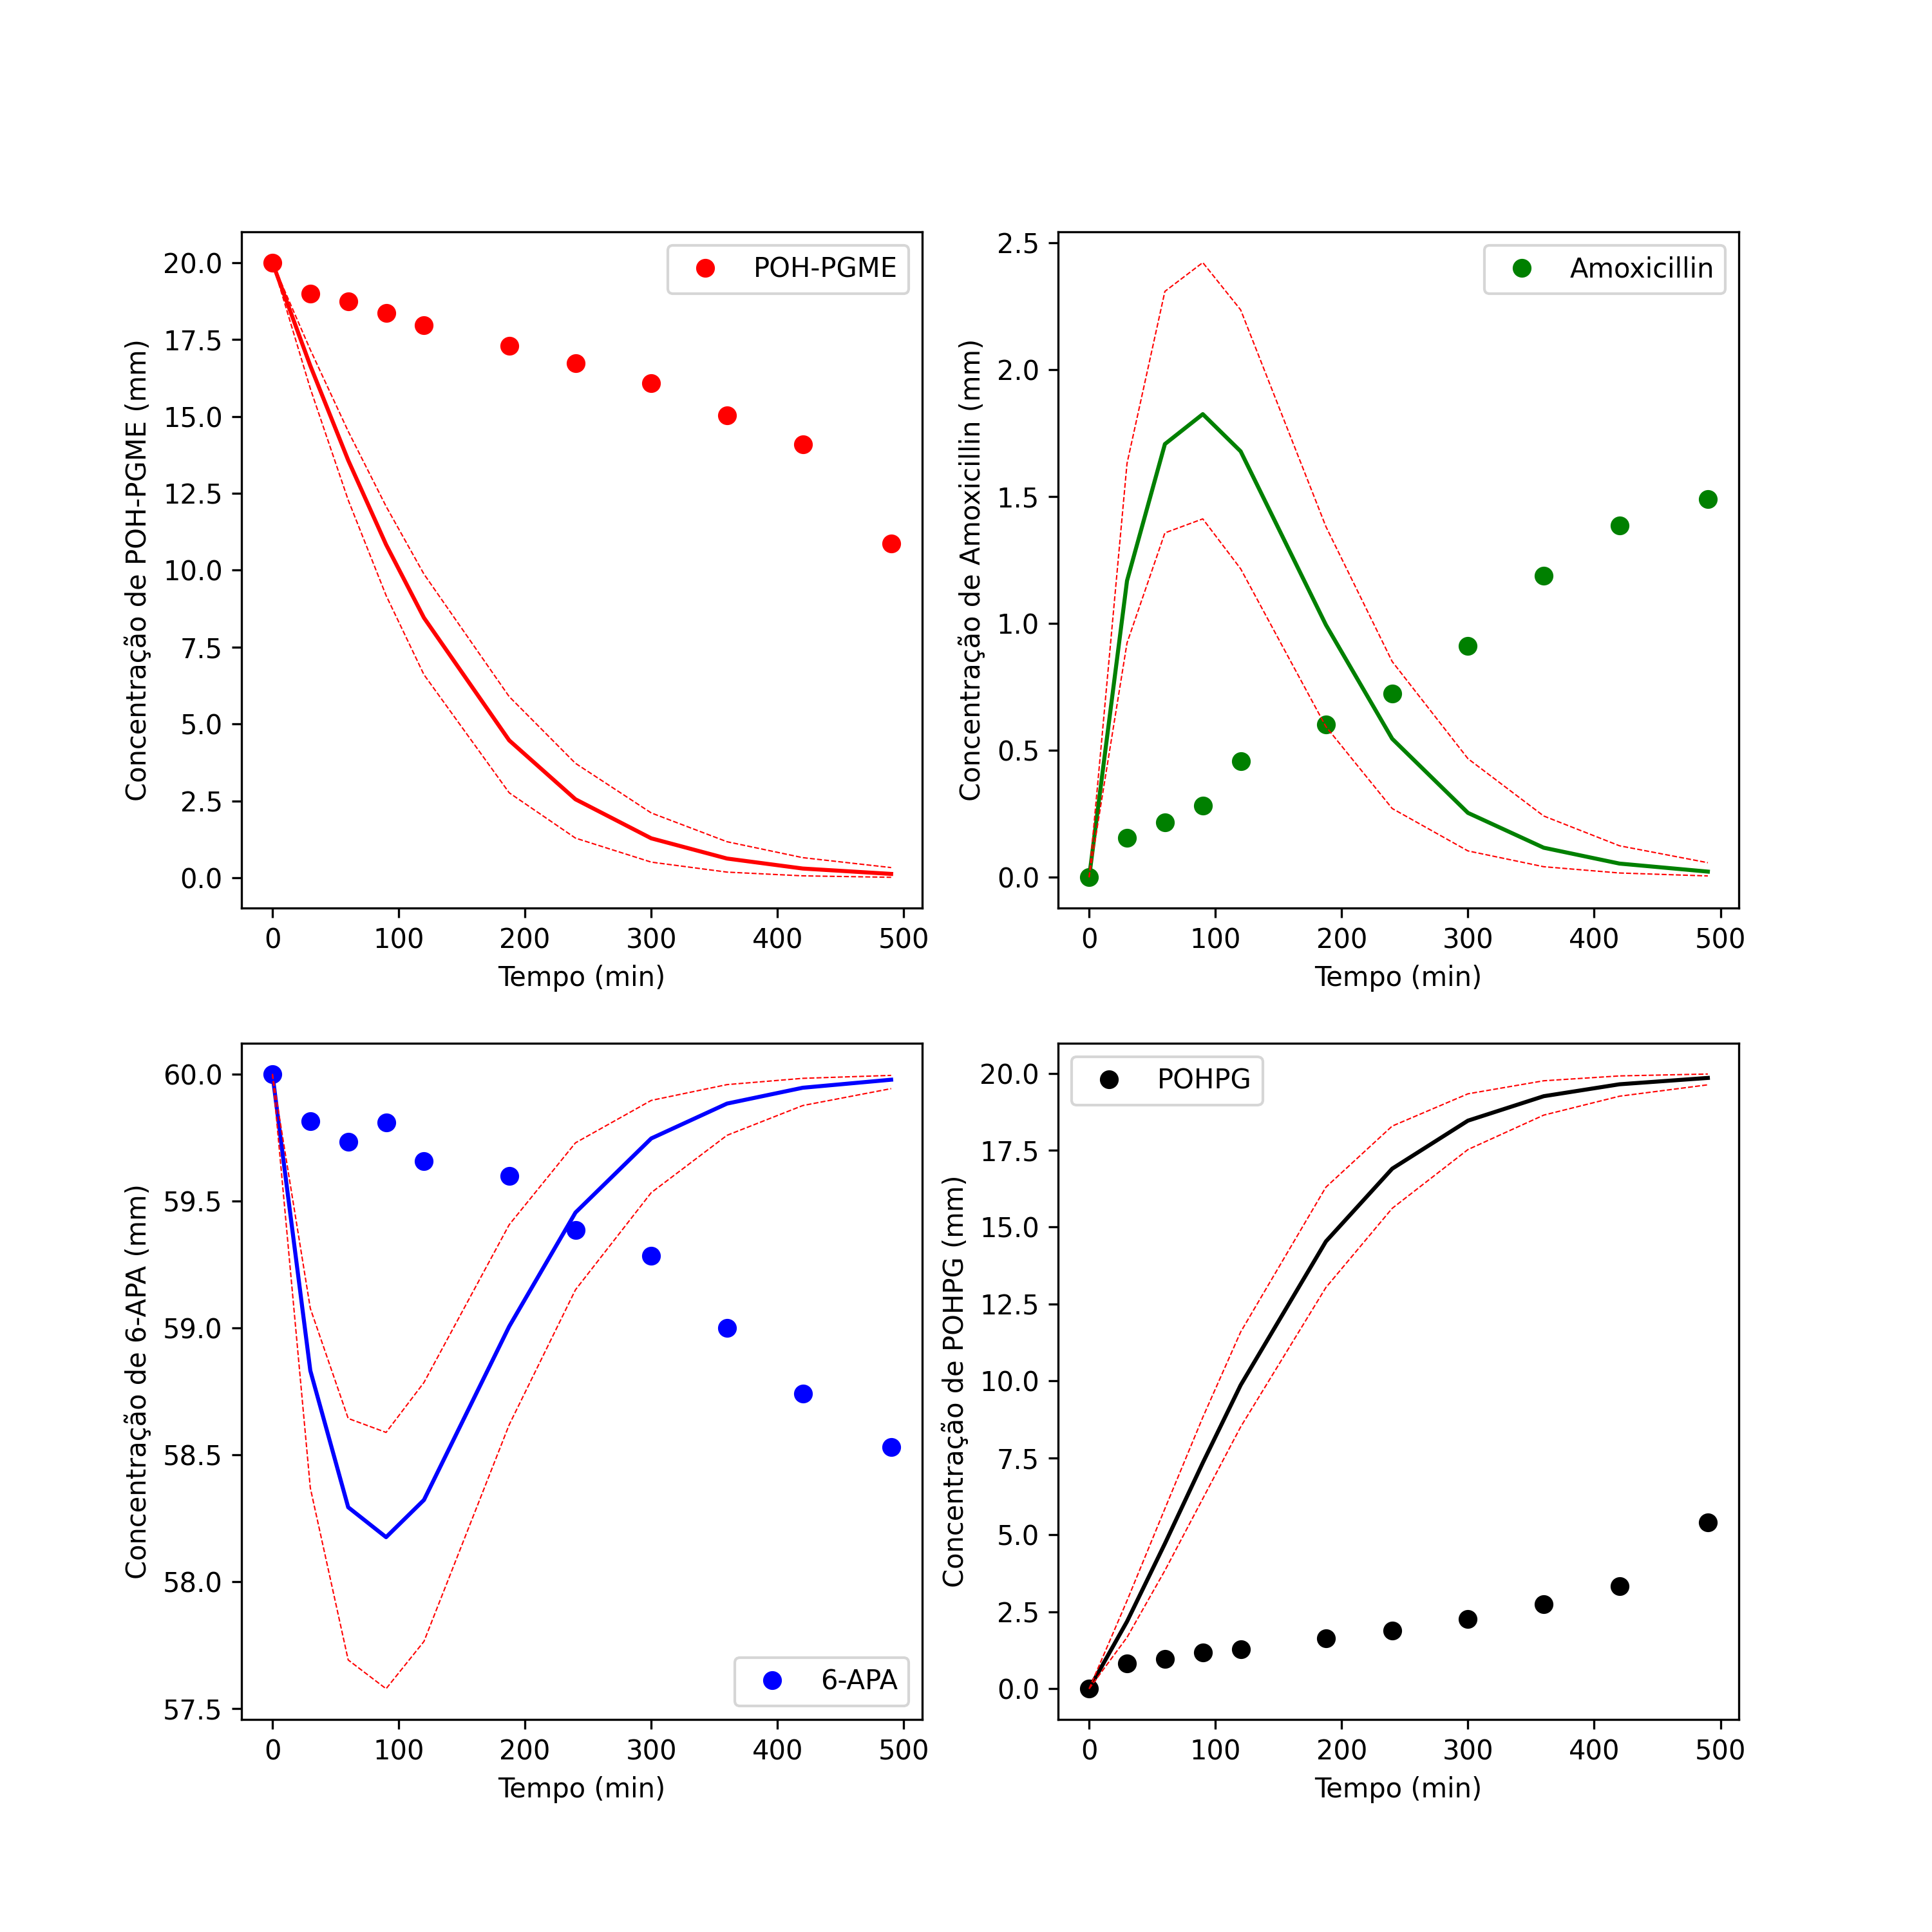 POH-PGME
Concentração de POH-PGME (mm)
20.0
17.5
15.0
12.5
10.0
7.5
5.0
2.5
0.0
0 100 200 300 400 500
Tempo (min)
Amoxicillin
Concentração de Amoxicillin (mm)
2.5
2.0
1.5
1.0
0.5
0.0
0 100 200 300 400 500
Tempo (min)
Concentração de 6-APA (mm)
60.0
59.5
59.0
58.5
58.0
57.5
6-APA
0 100 200 300 400 500
Tempo (min)
POHPG
Concentração de POHPG (mm)
20.0
17.5
15.0
12.5
10.0
7.5
5.0
2.5
0.0
0 100 200 300 400 500
Tempo (min)